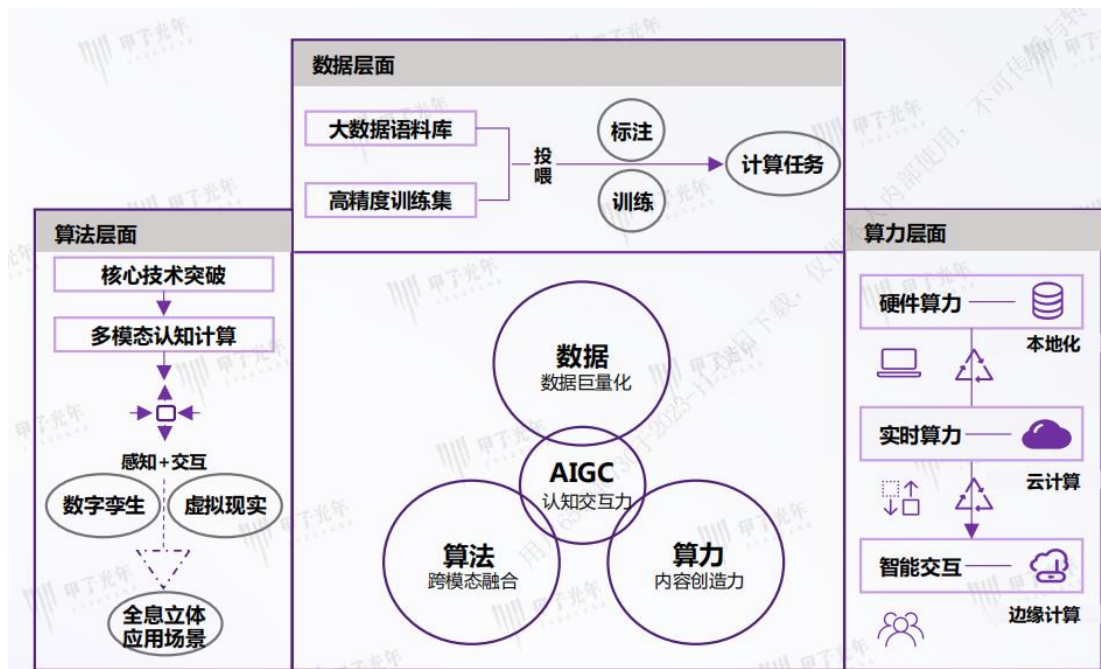 数据层面
大数据语料库
高精度训练集
投
喂
标注
训练
计算任务
算法层面
核心技术突破
多模态认知计算
感知+交互
数字孪生
虚拟现实
全息立体
应用场景
数据
数据巨量化
AIGC
认知交互力
算法
跨模态融合
算力
内容创造力
算力层面
硬件算力
本地化
实时算力
云计算
智能交互
边缘计算
甲子光年